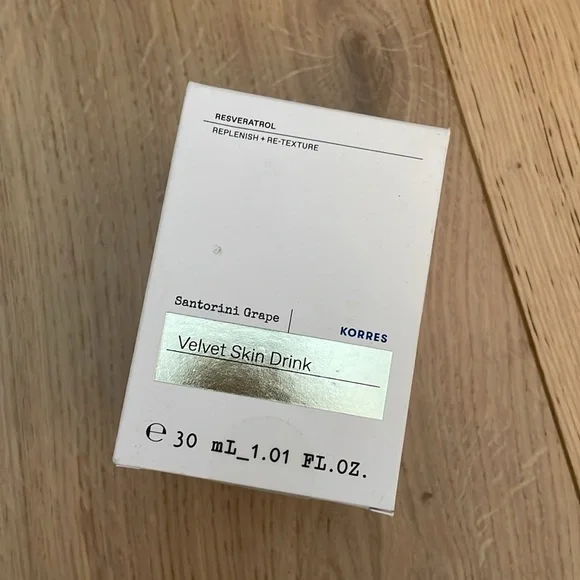 RESVERATROL
REPLENISH + RE-TEXTURE
Santorini Grape
KORRES
Velvet Skin Drink
℮ 30 mL_1.01 FL.OZ.